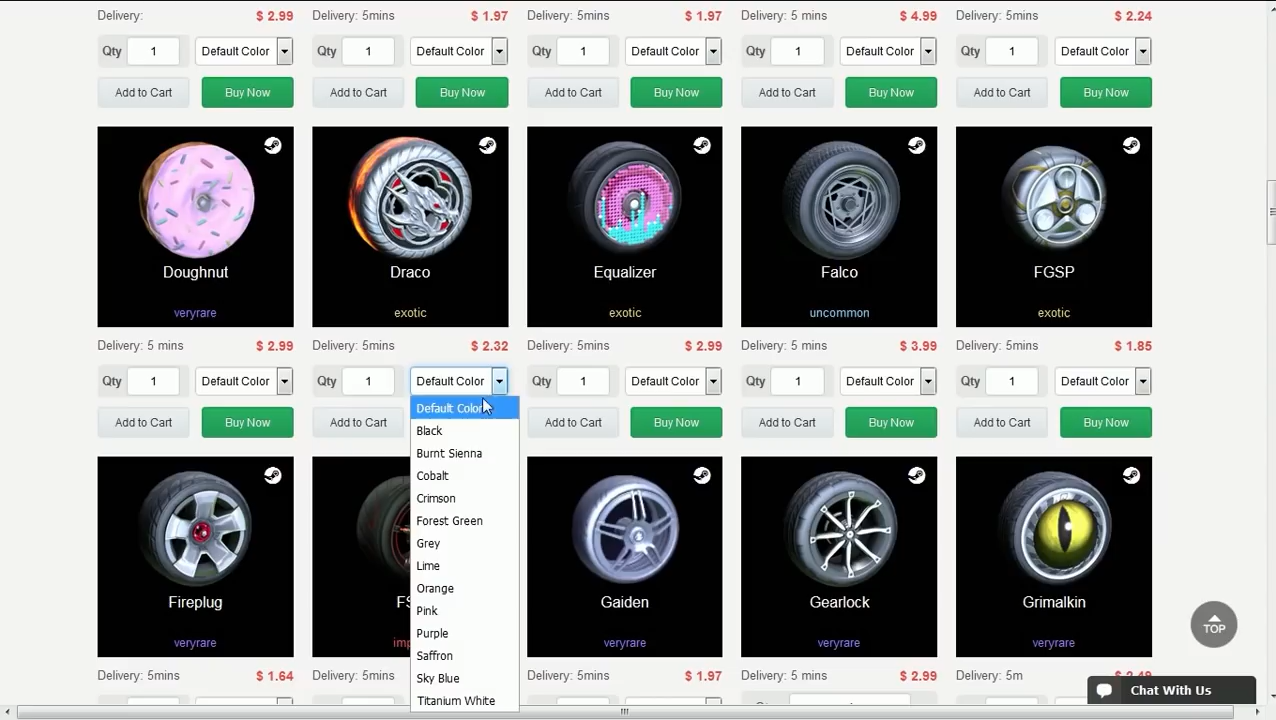 Delivery: $ 2.99 Delivery: 5mins $ 1.97 Delivery: 5mins $ 1.97 Delivery: 5 mins $ 4.99 Delivery: 5mins $ 2.24
Qty 1 Default Color Qty 1 Default Color Qty 1 Default Color Qty 1 Default Color Qty 1 Default Color
Add to Cart Buy Now Add to Cart Buy Now Add to Cart Buy Now Add to Cart Buy Now Add to Cart Buy Now
Doughnut Draco Equalizer Falco FGSP
veryrare exotic exotic uncommon exotic
Delivery: 5 mins $ 2.99 Delivery: 5mins $ 2.32 Delivery: 5mins $ 2.99 Delivery: 5 mins $ 3.99 Delivery: 5mins $ 1.85
Qty 1 Default Color Qty 1 Default Color Qty 1 Default Color Qty 1 Default Color Qty 1 Default Color
Add to Cart Buy Now Add to Cart Add to Cart Buy Now Add to Cart Buy Now Add to Cart Buy Now
Default Color
Black
Burnt Sienna
Cobalt
Crimson
Forest Green
Grey
Lime
Orange
Pink
Purple
Saffron
Sky Blue
Titanium White
Fireplug Gaiden Gearlock Grimalkin
veryrare veryrare veryrare veryrare
Delivery: 5mins $ 1.64 Delivery: 5mins $ 1.97 Delivery: 5mins $ 2.99 Delivery: 5m
TOP
Chat With Us